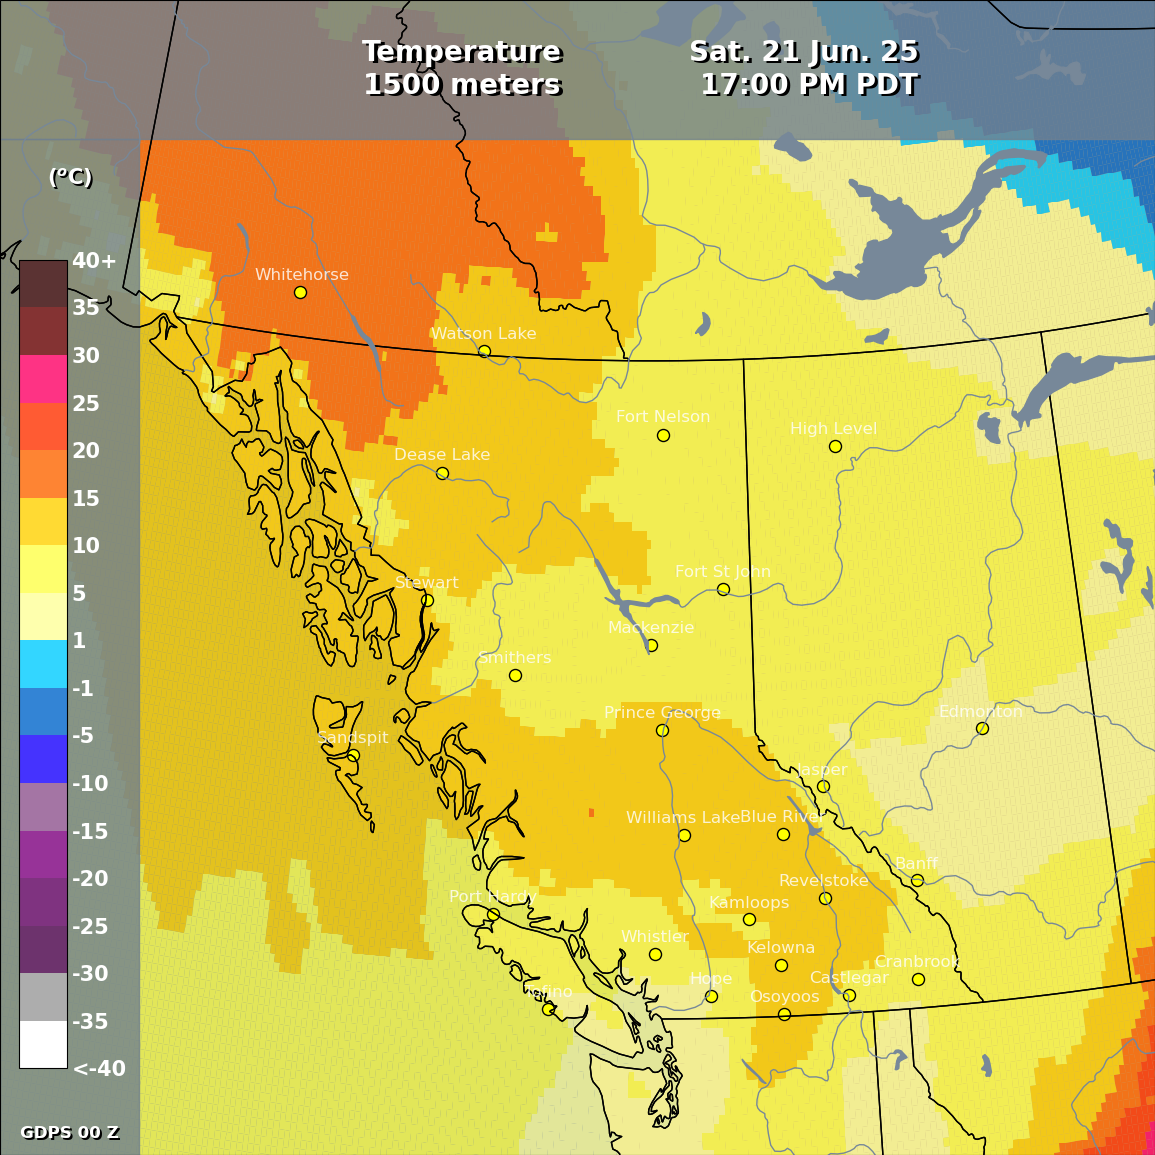 Temperature
1500 meters
Sat. 21 Jun. 25
17:00 PM PDT
(°C)
40+
35
30
25
20
15
10
5
1
-1
-5
-10
-15
-20
-25
-30
-35
<-40
GDPS 00 Z
Whitehorse
Watson Lake
Fort Nelson
High Level
Dease Lake
Fort St John
Stewart
Mackenzie
Smithers
Prince George
Edmonton
Sandspit
Jasper
Williams Lake
Blue River
Banff
Revelstoke
Port Hardy
Kamloops
Whistler
Kelowna
Cranbrook
Hope
Castlegar
Tofino
Osoyoos